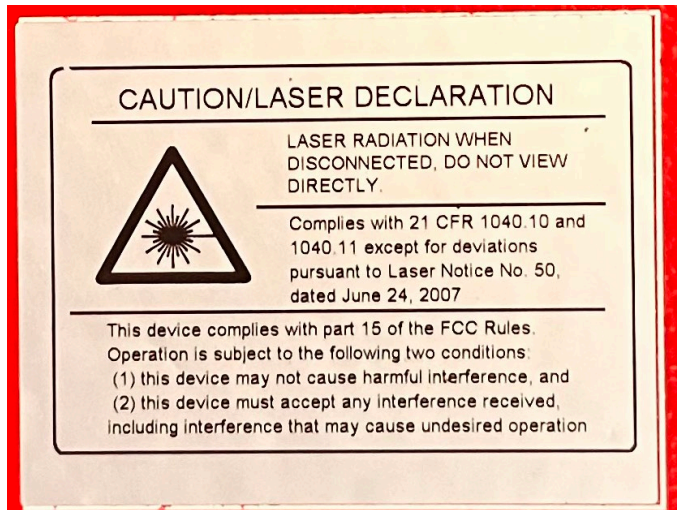 CAUTION/LASER DECLARATION
LASER RADIATION WHEN
DISCONNECTED, DO NOT VIEW
DIRECTLY.
Complies with 21 CFR 1040.10 and
1040.11 except for deviations
pursuant to Laser Notice No. 50,
dated June 24, 2007
This device complies with part 15 of the FCC Rules.
Operation is subject to the following two conditions:
(1) this device may not cause harmful interference, and
(2) this device must accept any interference received,
including interference that may cause undesired operation